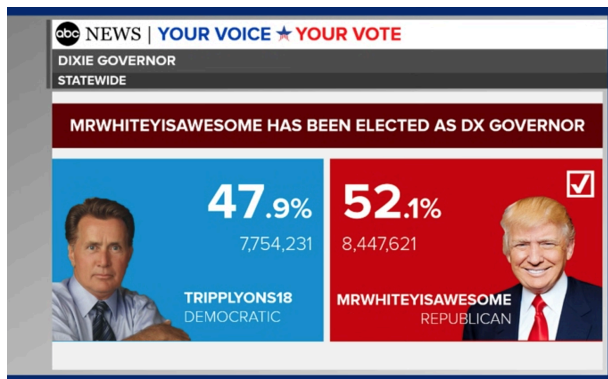 abc NEWS | YOUR VOICE ★ YOUR VOTE
DIXIE GOVERNOR
STATEWIDE
MRWHITEYISAWESOME HAS BEEN ELECTED AS DX GOVERNOR
47.9%
7,754,231
TRIPPLYONS18
DEMOCRATIC
52.1%
8,447,621
MRWHITEYISAWESOME
REPUBLICAN